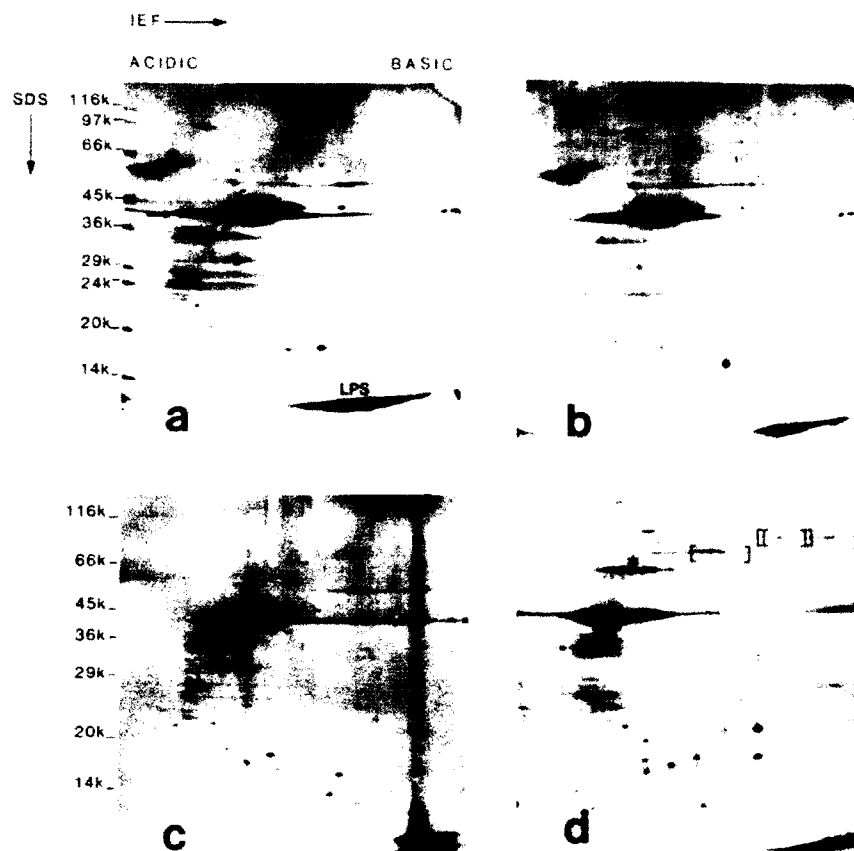 IEF
ACIDIC BASIC
SDS
116k
97k
66k
45k
36k
29k
24k
20k
14k
LPS
a
b
116k
66k
45k
36k
29k
20k
14k
c
d